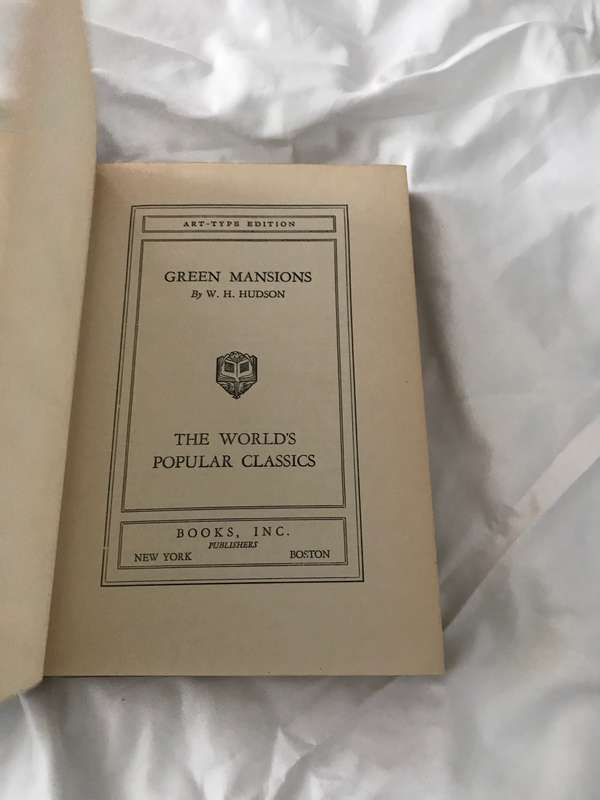 ART-TYPE EDITION
GREEN MANSIONS
By W. H. HUDSON
THE WORLD'S
POPULAR CLASSICS
BOOKS, INC.
PUBLISHERS
NEW YORK BOSTON